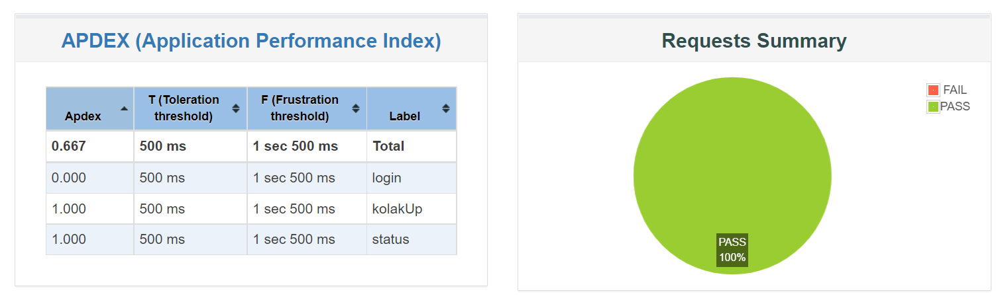 APDEX (Application Performance Index)
Apdex T (Toleration threshold) F (Frustration threshold) Label
0.667 500 ms 1 sec 500 ms Total
0.000 500 ms 1 sec 500 ms login
1.000 500 ms 1 sec 500 ms kolakUp
1.000 500 ms 1 sec 500 ms status
Requests Summary
FAIL
PASS
PASS
100%